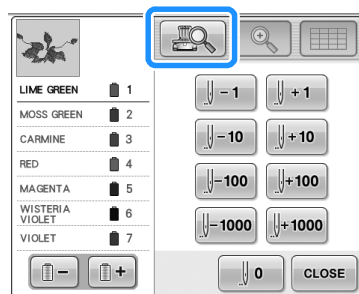 LIME GREEN 1
MOSS GREEN 2
CARMINE 3
RED 4
MAGENTA 5
WISTERIA
VIOLET 6
VIOLET 7
- +
-1 +1
-10 +10
-100 +100
-1000 +1000
0 CLOSE